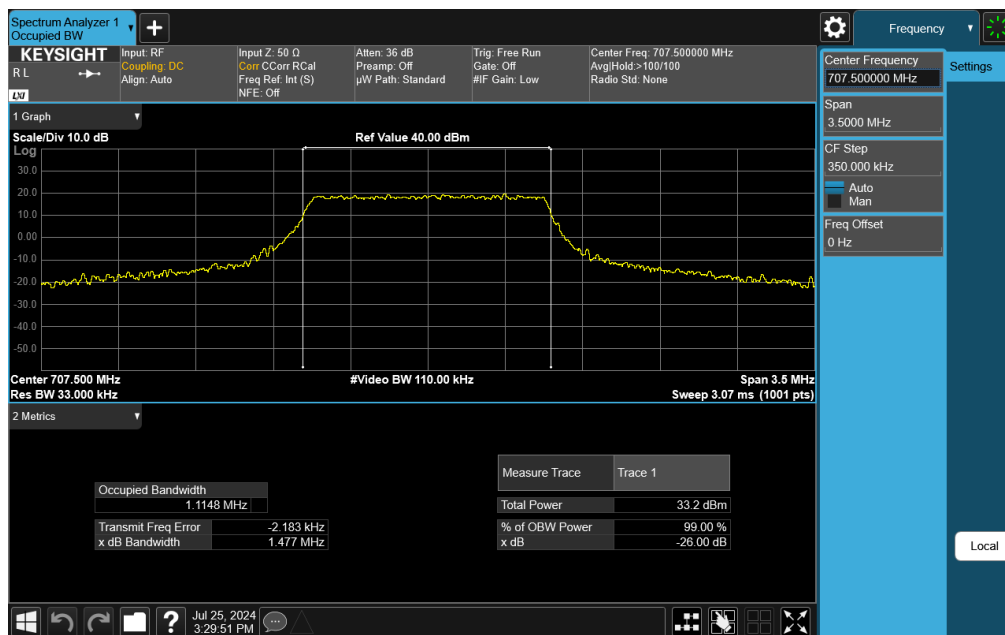 Spectrum Analyzer 1
Occupied BW
+
Frequency
KEYSIGHT
R L
LXI
Input: RF
Coupling: DC
Align: Auto
Input Z: 50 Ω
Corr CCorr RCal
Freq Ref: Int (S)
NFE: Off
Atten: 36 dB
Preamp: Off
µW Path: Standard
Trig: Free Run
Gate: Off
#IF Gain: Low
Center Freq: 707.500000 MHz
Avg|Hold:>100/100
Radio Std: None
Center Frequency
707.500000 MHz
Settings
Span
3.5000 MHz
CF Step
350.000 kHz
Auto
Man
Freq Offset
0 Hz
Local
1 Graph
Scale/Div 10.0 dB
Ref Value 40.00 dBm
Log
30.0
20.0
10.0
0.00
-10.0
-20.0
-30.0
-40.0
-50.0
Center 707.500 MHz
#Video BW 110.00 kHz
Span 3.5 MHz
Res BW 33.000 kHz
Sweep 3.07 ms (1001 pts)
2 Metrics
Measure Trace
Trace 1
Occupied Bandwidth
1.1148 MHz
Total Power
33.2 dBm
Transmit Freq Error
-2.183 kHz
% of OBW Power
99.00 %
x dB Bandwidth
1.477 MHz
x dB
-26.00 dB
?
Jul 25, 2024
3:29:51 PM